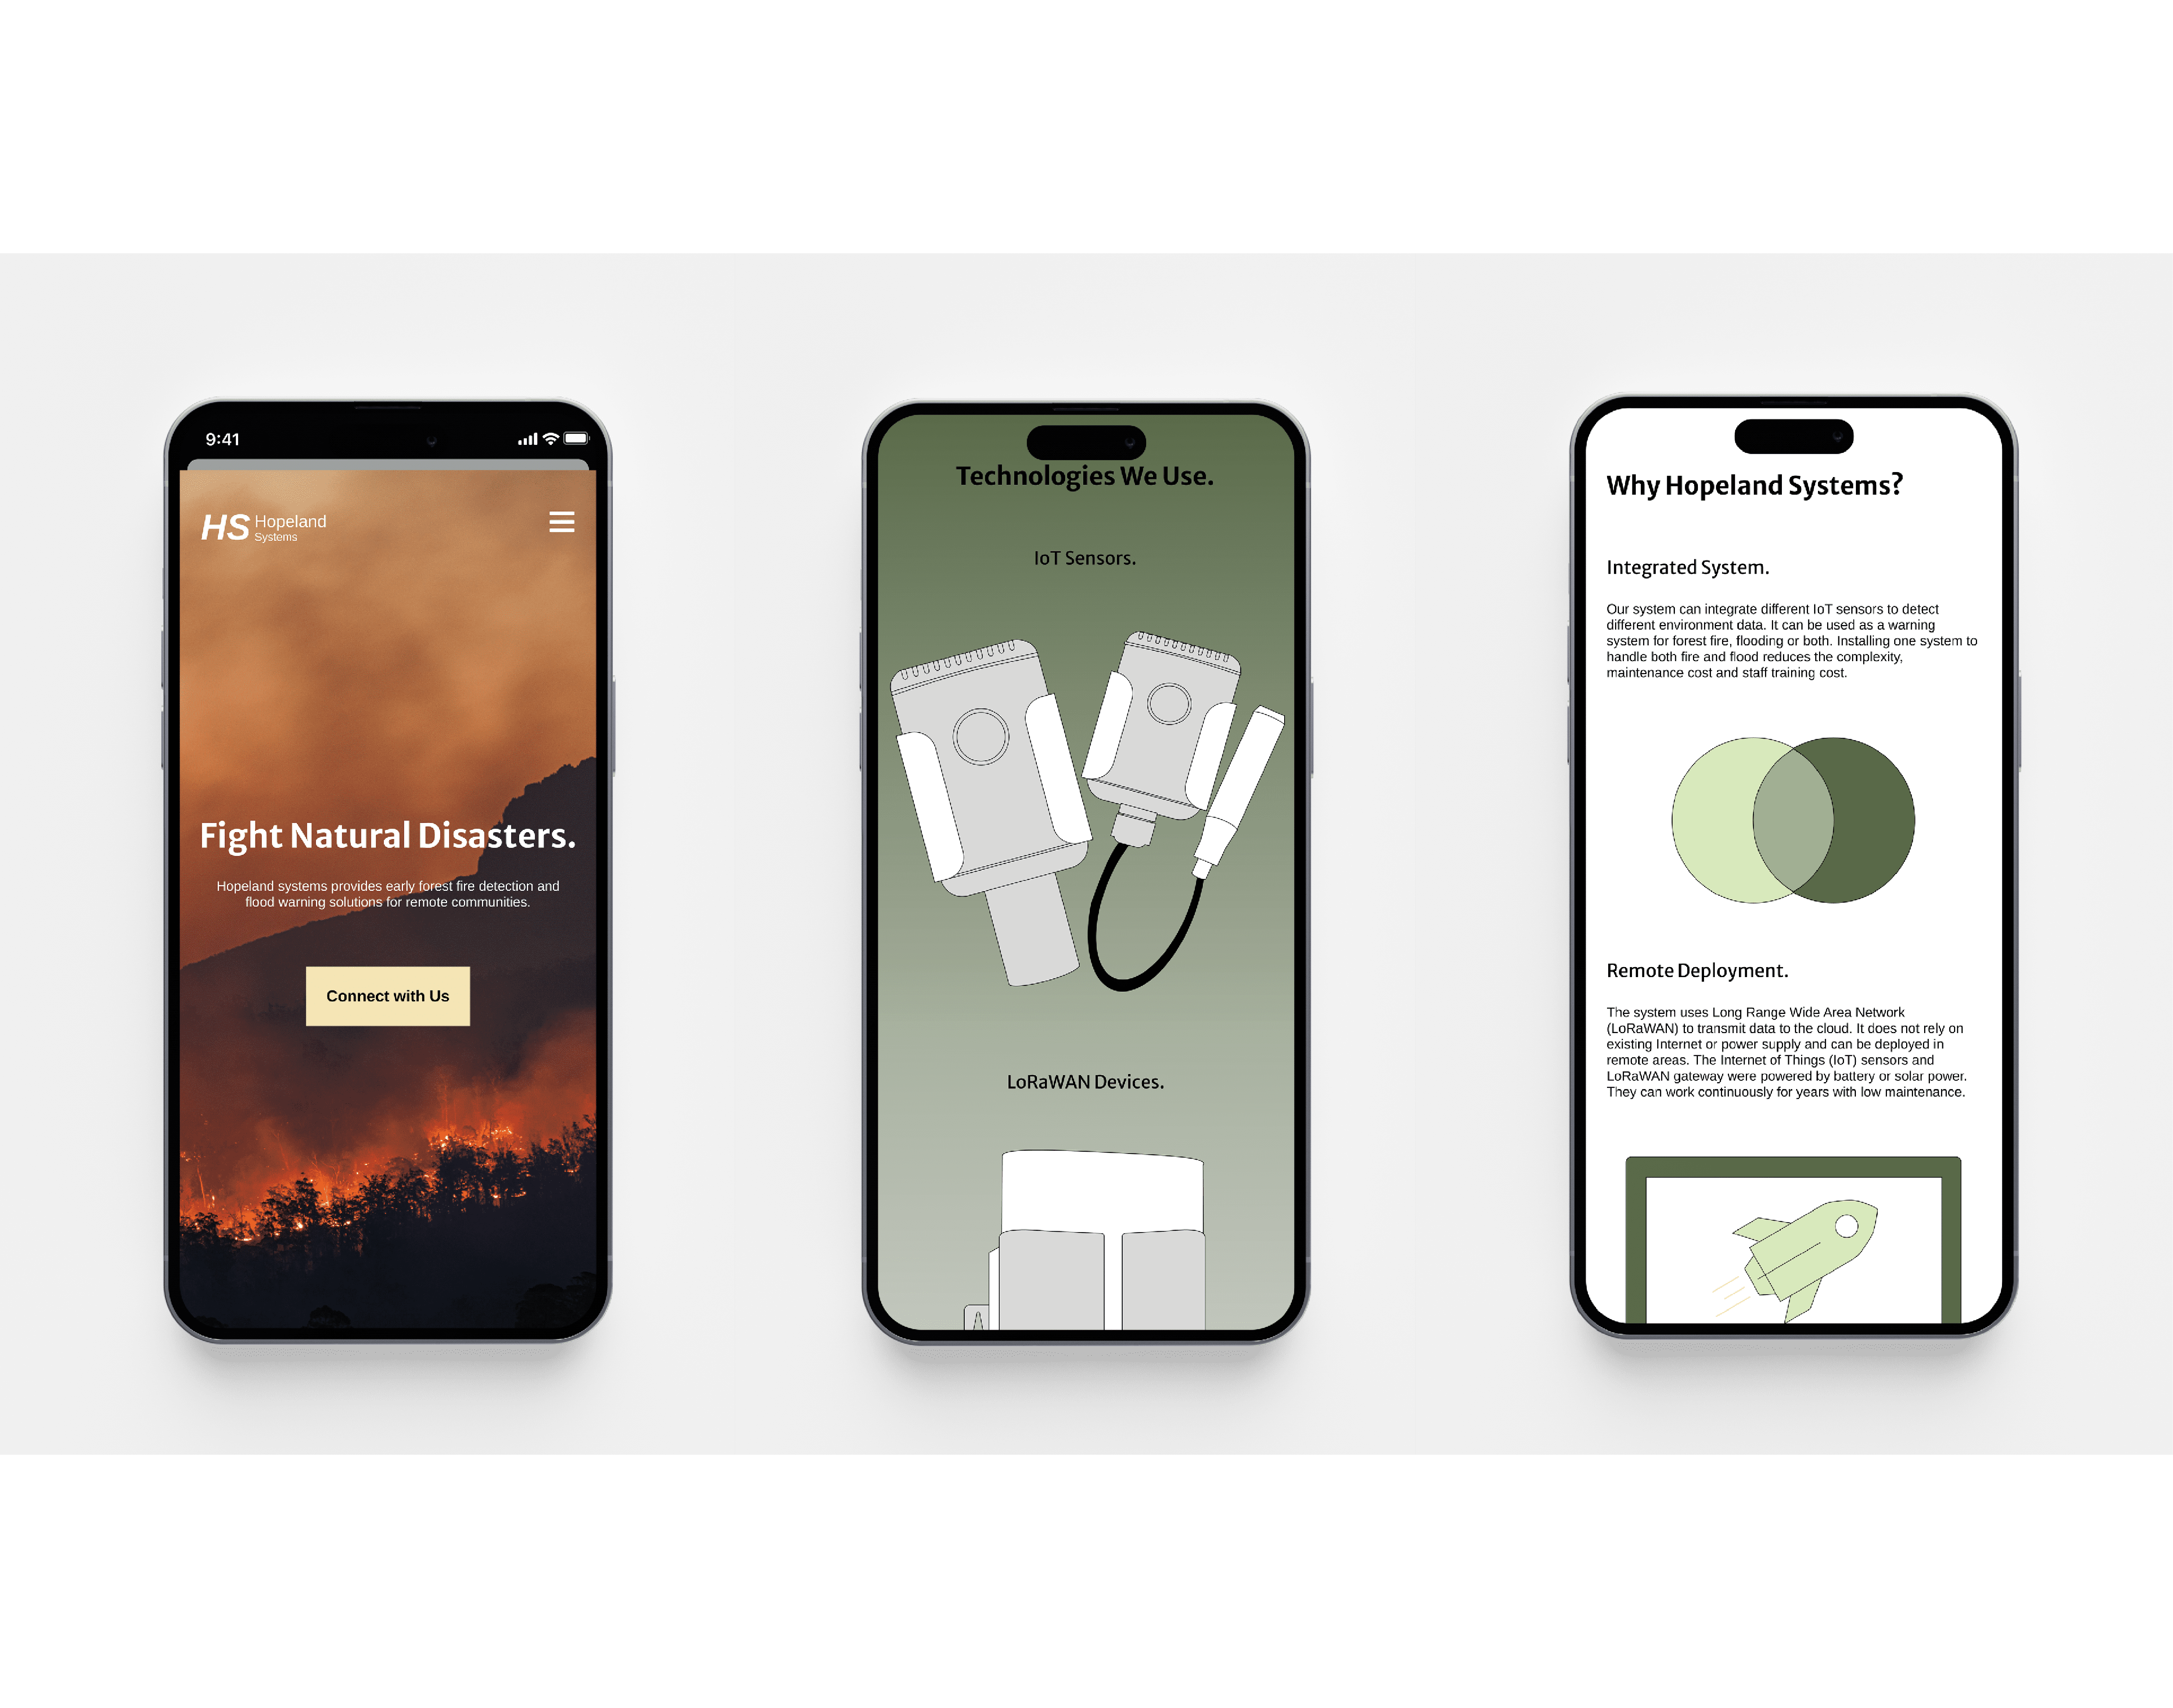 9:41
HS Hopeland
Systems
Fight Natural Disasters.
Hopeland systems provides early forest fire detection and
flood warning solutions for remote communities.
Connect with Us
Technologies We Use.
IoT Sensors.
LoRaWAN Devices.
Why Hopeland Systems?
Integrated System.
Our system can integrate different IoT sensors to detect
different environment data. It can be used as a warning
system for forest fire, flooding or both. Installing one system to
handle both fire and flood reduces the complexity,
maintenance cost and staff training cost.
Remote Deployment.
The system uses Long Range Wide Area Network
(LoRaWAN) to transmit data to the cloud. It does not rely on
existing Internet or power supply and can be deployed in
remote areas. The Internet of Things (IoT) sensors and
LoRaWAN gateway were powered by battery or solar power.
They can work continuously for years with low maintenance.